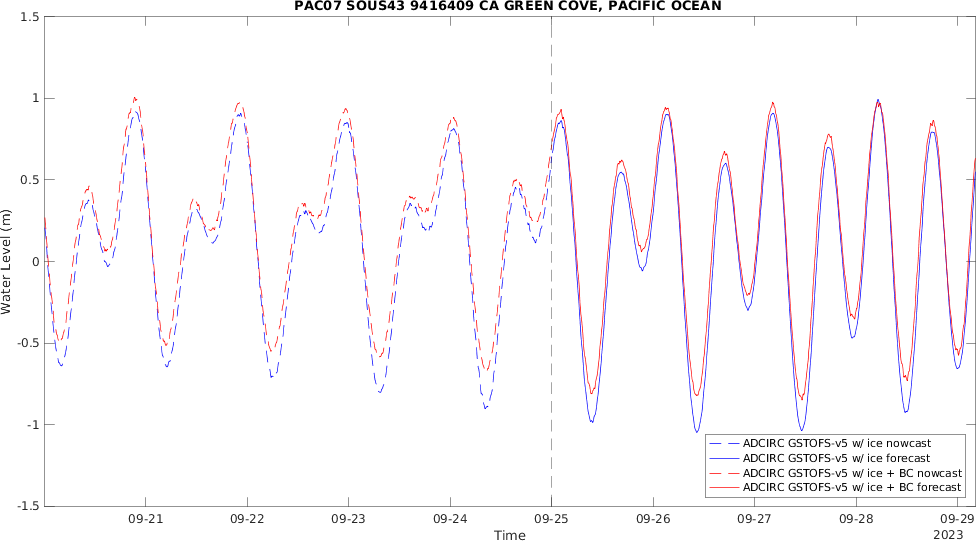 PAC07 SOUS43 9416409 CA GREEN COVE, PACIFIC OCEAN
1.5
1
0.5
0
-0.5
-1
-1.5
Water Level (m)
ADCIRC GSTOFS-v5 w/ ice nowcast
ADCIRC GSTOFS-v5 w/ ice forecast
ADCIRC GSTOFS-v5 w/ ice + BC nowcast
ADCIRC GSTOFS-v5 w/ ice + BC forecast
09-21 09-22 09-23 09-24 09-25 09-26 09-27 09-28 09-29
Time
2023